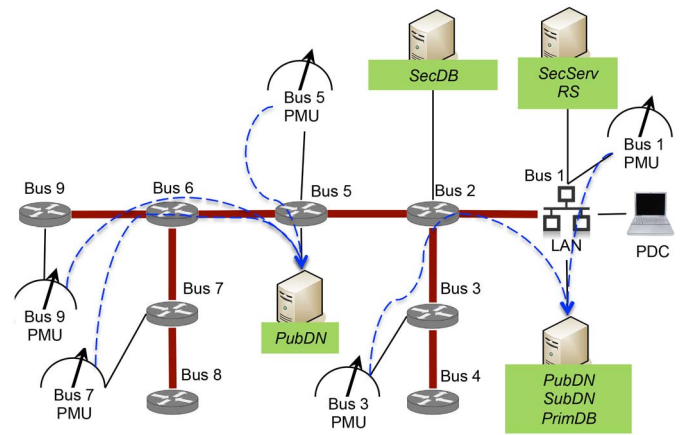 SecDB
SecServ
RS
Bus 5
PMU
Bus 1
PMU
Bus 9
Bus 6
Bus 5
Bus 2
Bus 1
LAN
PDC
Bus 9
PMU
Bus 7
PubDN
Bus 3
Bus 7
PMU
Bus 8
Bus 3
PMU
Bus 4
PubDN
SubDN
PrimDB